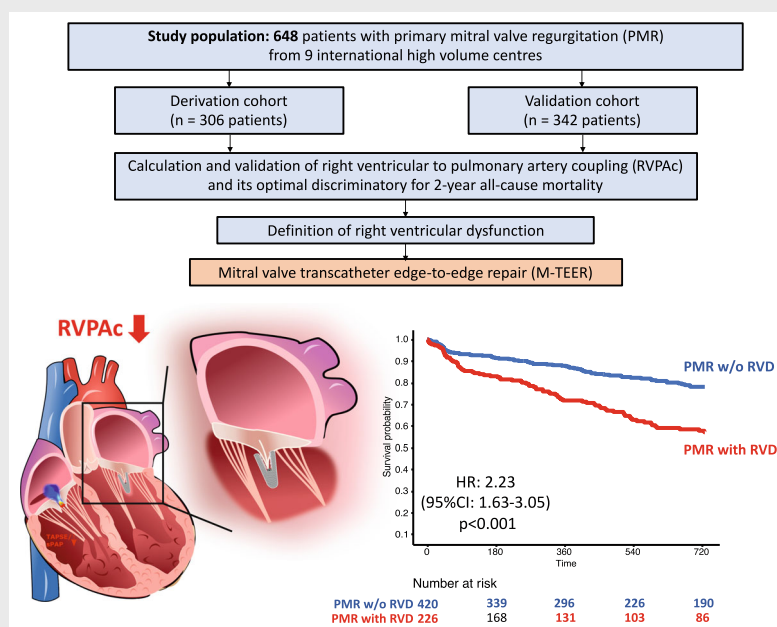 Study population: 648 patients with primary mitral valve regurgitation (PMR)
from 9 international high volume centres
Derivation cohort
(n = 306 patients)
Validation cohort
(n = 342 patients)
Calculation and validation of right ventricular to pulmonary artery coupling (RVPAc)
and its optimal discriminatory for 2-year all-cause mortality
Definition of right ventricular dysfunction
Mitral valve transcatheter edge-to-edge repair (M-TEER)
RVPAc
TAPSE
sPAP
Survival probability
1.0
0.9
0.8
0.7
0.6
0.5
0.4
0.3
0.2
0.1
PMR w/o RVD
PMR with RVD
HR: 2.23
(95%CI: 1.63-3.05)
p<0.001
0 180 360 540 720
Time
Number at risk
PMR w/o RVD 420 339 296 226 190
PMR with RVD 226 168 131 103 86